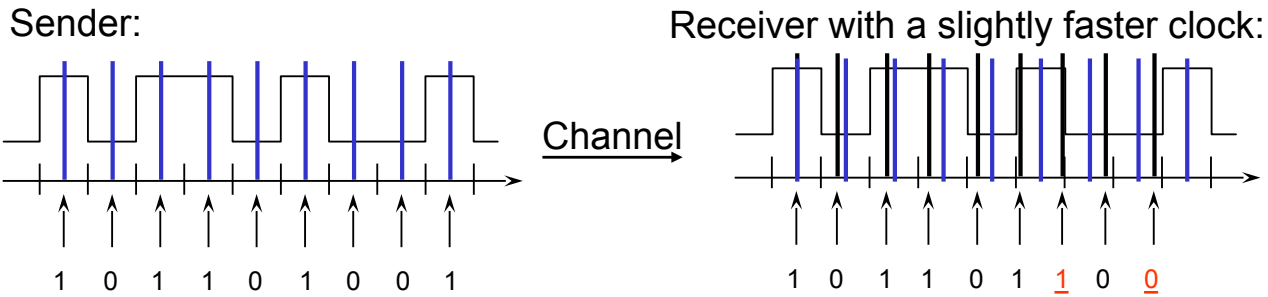 Sender:
Receiver with a slightly faster clock:
Channel
1 0 1 1 0 1 0 0 1
1 0 1 1 0 1 1 0 0